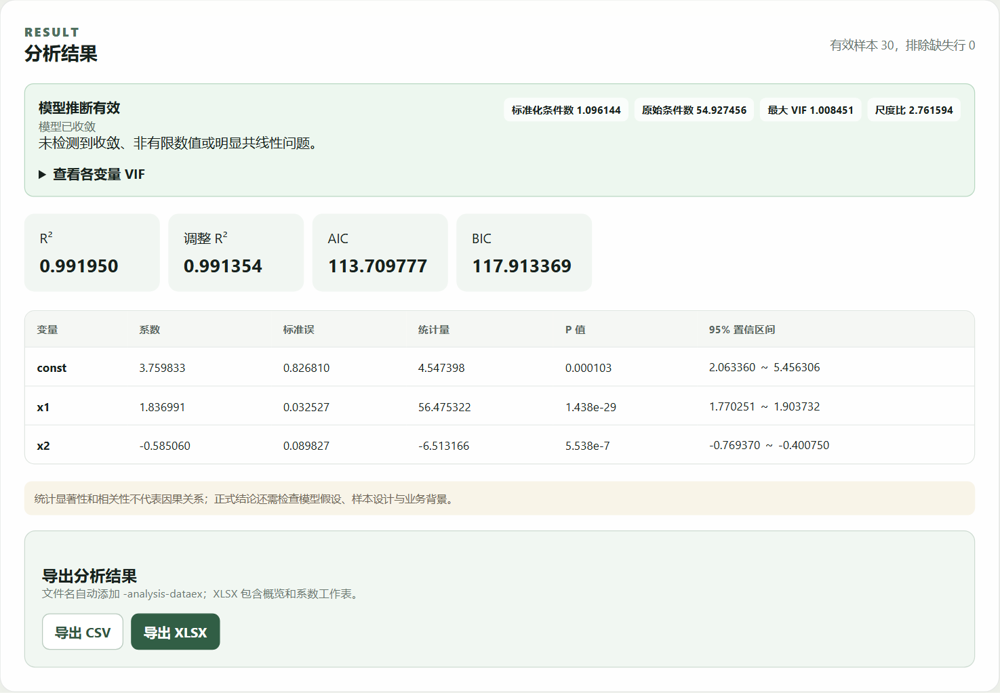 RESULT
分析结果
有效样本 30，排除缺失行 0
模型推断有效
模型已收敛
未检测到收敛、非有限数值或明显共线性问题。
标准化条件数 1.096144
原始条件数 54.927456
最大 VIF 1.008451
尺度比 2.761594
▶ 查看各变量 VIF
R²
0.991950
调整 R²
0.991354
AIC
113.709777
BIC
117.913369
变量 系数 标准误 统计量 P 值 95% 置信区间
const 3.759833 0.826810 4.547398 0.000103 2.063360 ~ 5.456306
x1 1.836991 0.032527 56.475322 1.438e-29 1.770251 ~ 1.903732
x2 -0.585060 0.089827 -6.513166 5.538e-7 -0.769370 ~ -0.400750
统计显著性和相关性不代表因果关系；正式结论还需检查模型假设、样本设计与业务背景。
导出分析结果
文件名自动添加 -analysis-dataex；XLSX 包含概览和系数工作表。
导出 CSV
导出 XLSX